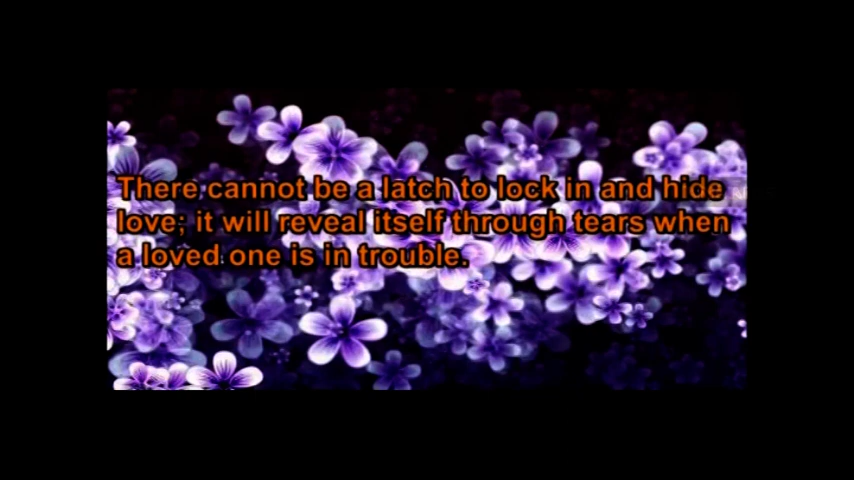 There cannot be a latch to lock in and hide
love; it will reveal itself through tears when
a loved one is in trouble.